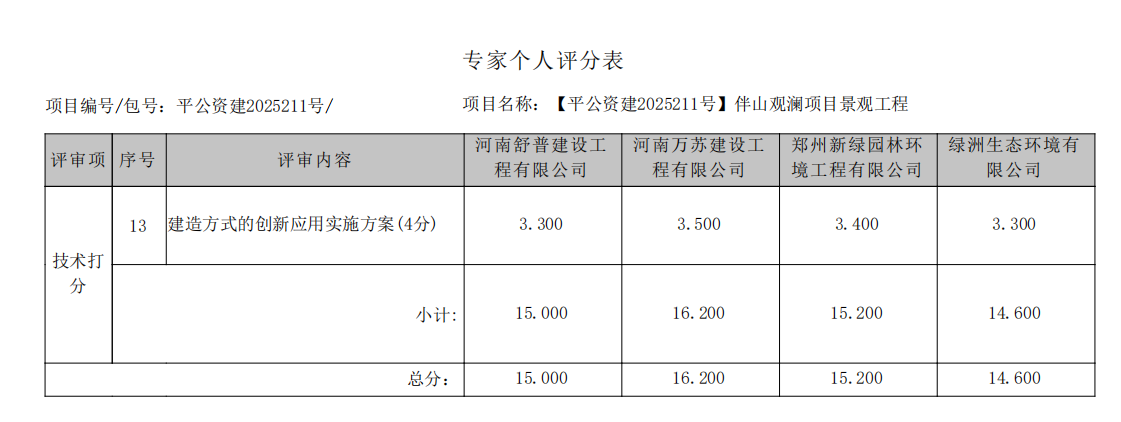 专家个人评分表
项目编号/包号：平公资建2025211号/
项目名称：【平公资建2025211号】伴山观澜项目景观工程
评审项 序号 评审内容 河南舒普建设工程有限公司 河南万苏建设工程有限公司 郑州新绿园林环境工程有限公司 绿洲生态环境有限公司
技术打分
13 建造方式的创新应用实施方案(4分) 3.300 3.500 3.400 3.300
小计: 15.000 16.200 15.200 14.600
总分: 15.000 16.200 15.200 14.600